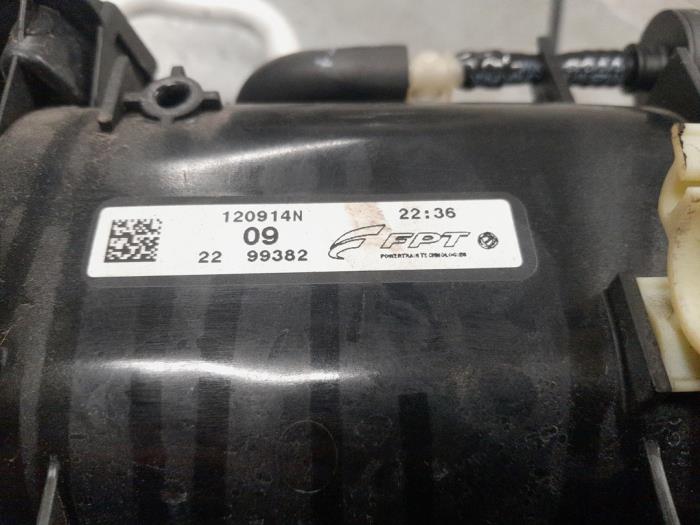 120914N 22:36
09
22 99382
FPT
POWERTRAIN TECHNOLOGIES